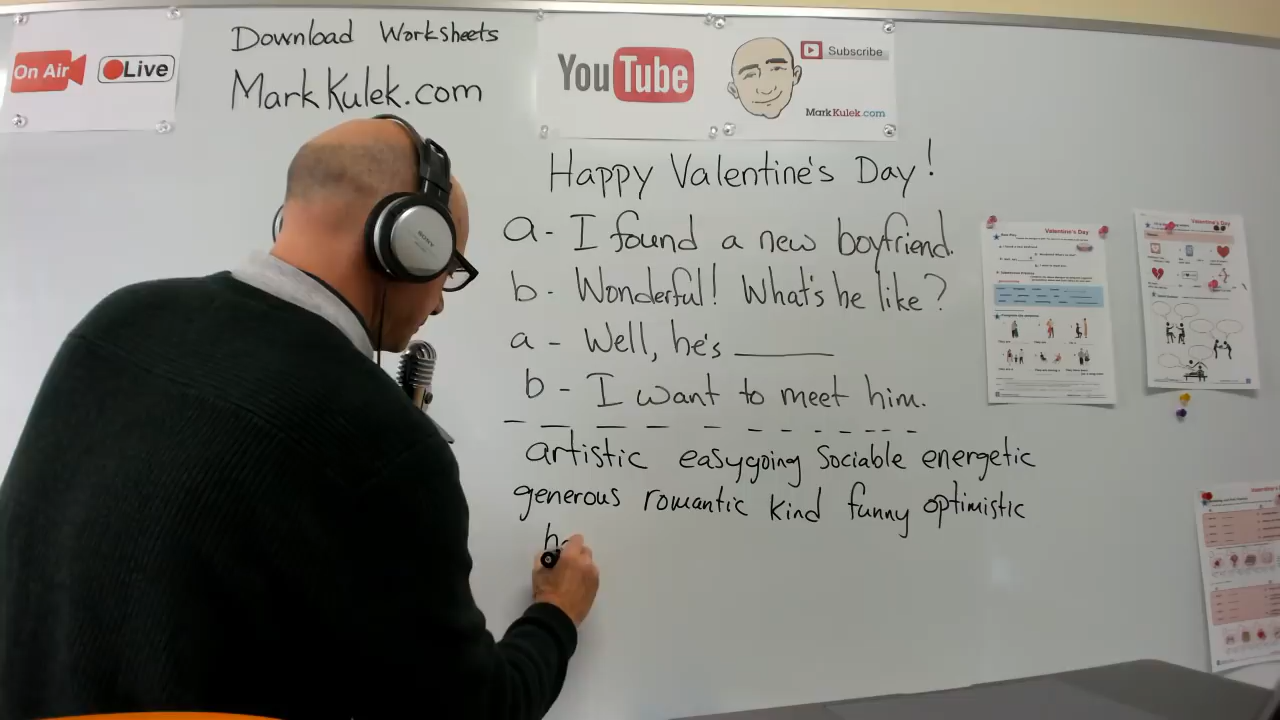 On Air
Live
Download Worksheets
MarkKulek.com
YouTube
Subscribe
MarkKulek.com
Happy Valentine's Day!
a - I found a new boyfriend.
b - Wonderful! What's he like?
a - Well, he's ______
b - I want to meet him.
artistic easygoing sociable energetic
generous romantic kind funny optimistic
SONY
Valentine's Day
Valentine's Day